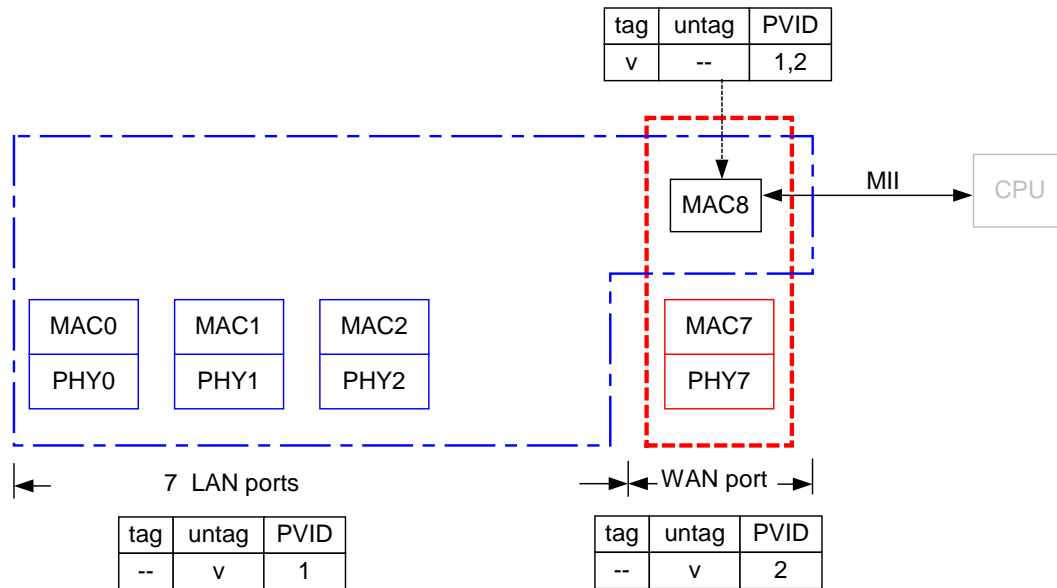 tag untag PVID
v -- 1,2
MAC8
MII
CPU
MAC0 MAC1 MAC2 MAC7
PHY0 PHY1 PHY2 PHY7
7 LAN ports
WAN port
tag untag PVID
-- v 1
tag untag PVID
-- v 2